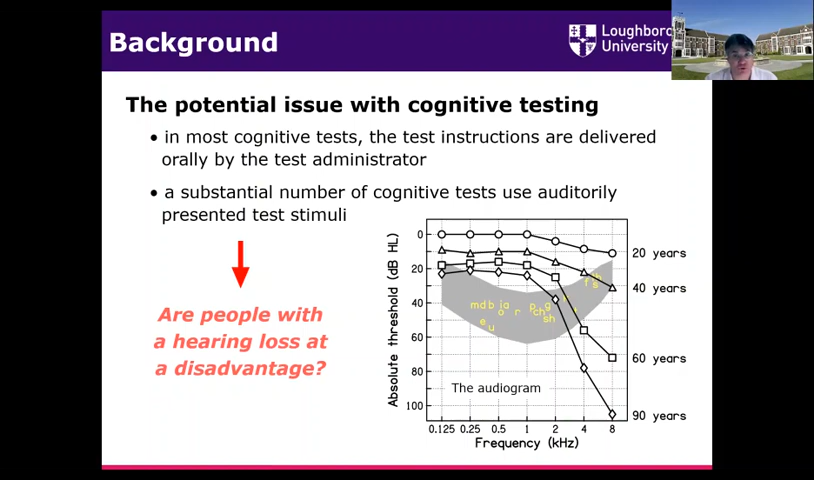 Background
Loughboro
University
The potential issue with cognitive testing
• in most cognitive tests, the test instructions are delivered
orally by the test administrator
• a substantial number of cognitive tests use auditorily
presented test stimuli
Are people with
a hearing loss at
a disadvantage?
Absolute threshold (dB HL)
0
20
40
60
80
100
20 years
40 years
60 years
90 years
m d b i a
o r
p g
ch
sh
e
u
f s
The audiogram
0.125 0.25 0.5 1 2 4 8
Frequency (kHz)